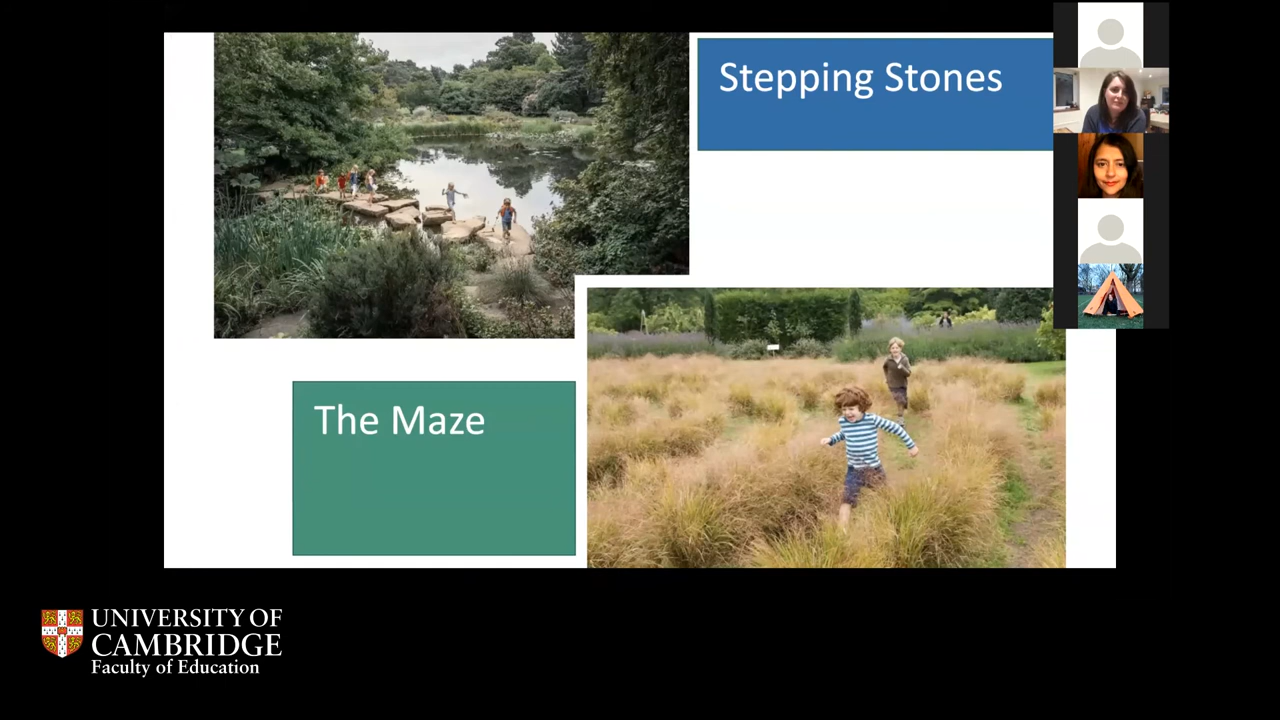 Stepping Stones
The Maze
UNIVERSITY OF
CAMBRIDGE
Faculty of Education